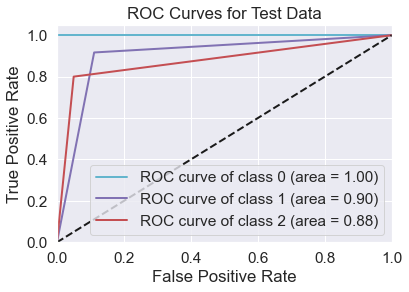 ROC Curves for Test Data
True Positive Rate
1.0
0.8
0.6
0.4
0.2
0.0
ROC curve of class 0 (area = 1.00)
ROC curve of class 1 (area = 0.90)
ROC curve of class 2 (area = 0.88)
0.0 0.2 0.4 0.6 0.8 1.0
False Positive Rate